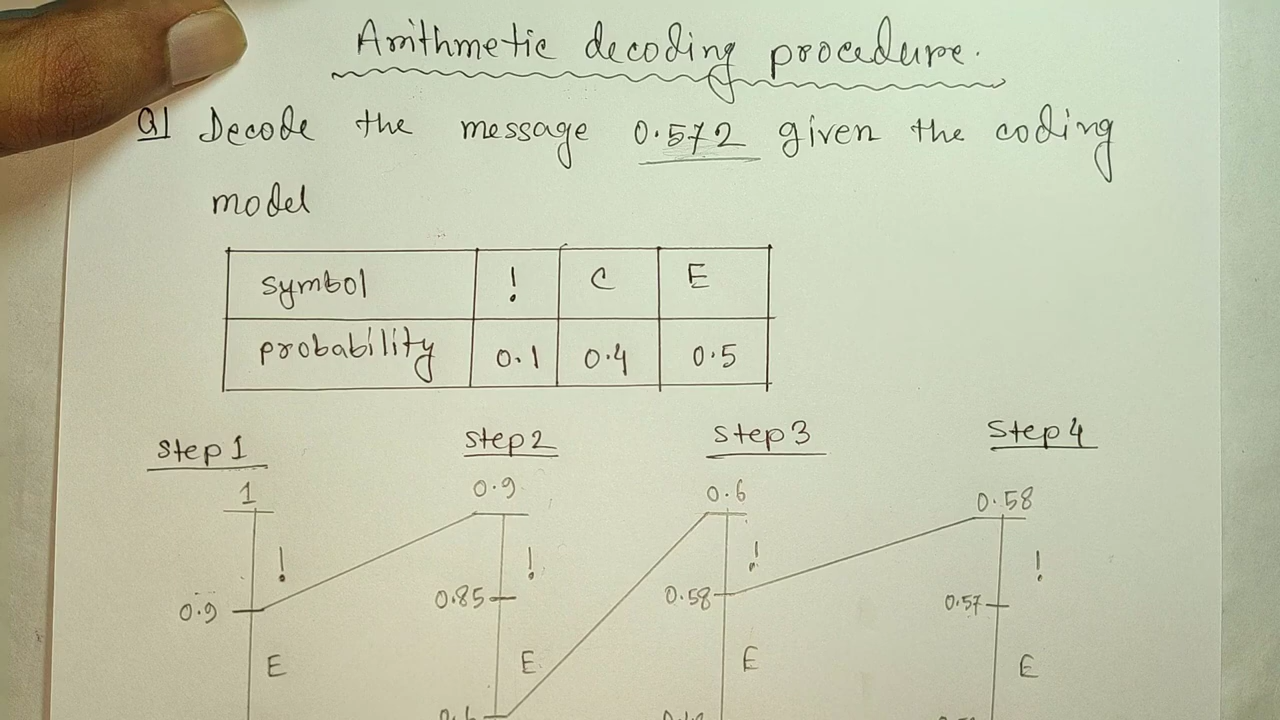 Arithmetic decoding procedure.
Q1 Decode the message 0.572 given the coding
model
symbol ! C E
probability 0.1 0.4 0.5
Step 1 Step 2 Step 3 Step 4
1 0.9 0.6 0.58
! ! ! !
0.9 0.85 0.58 0.57
E E E E